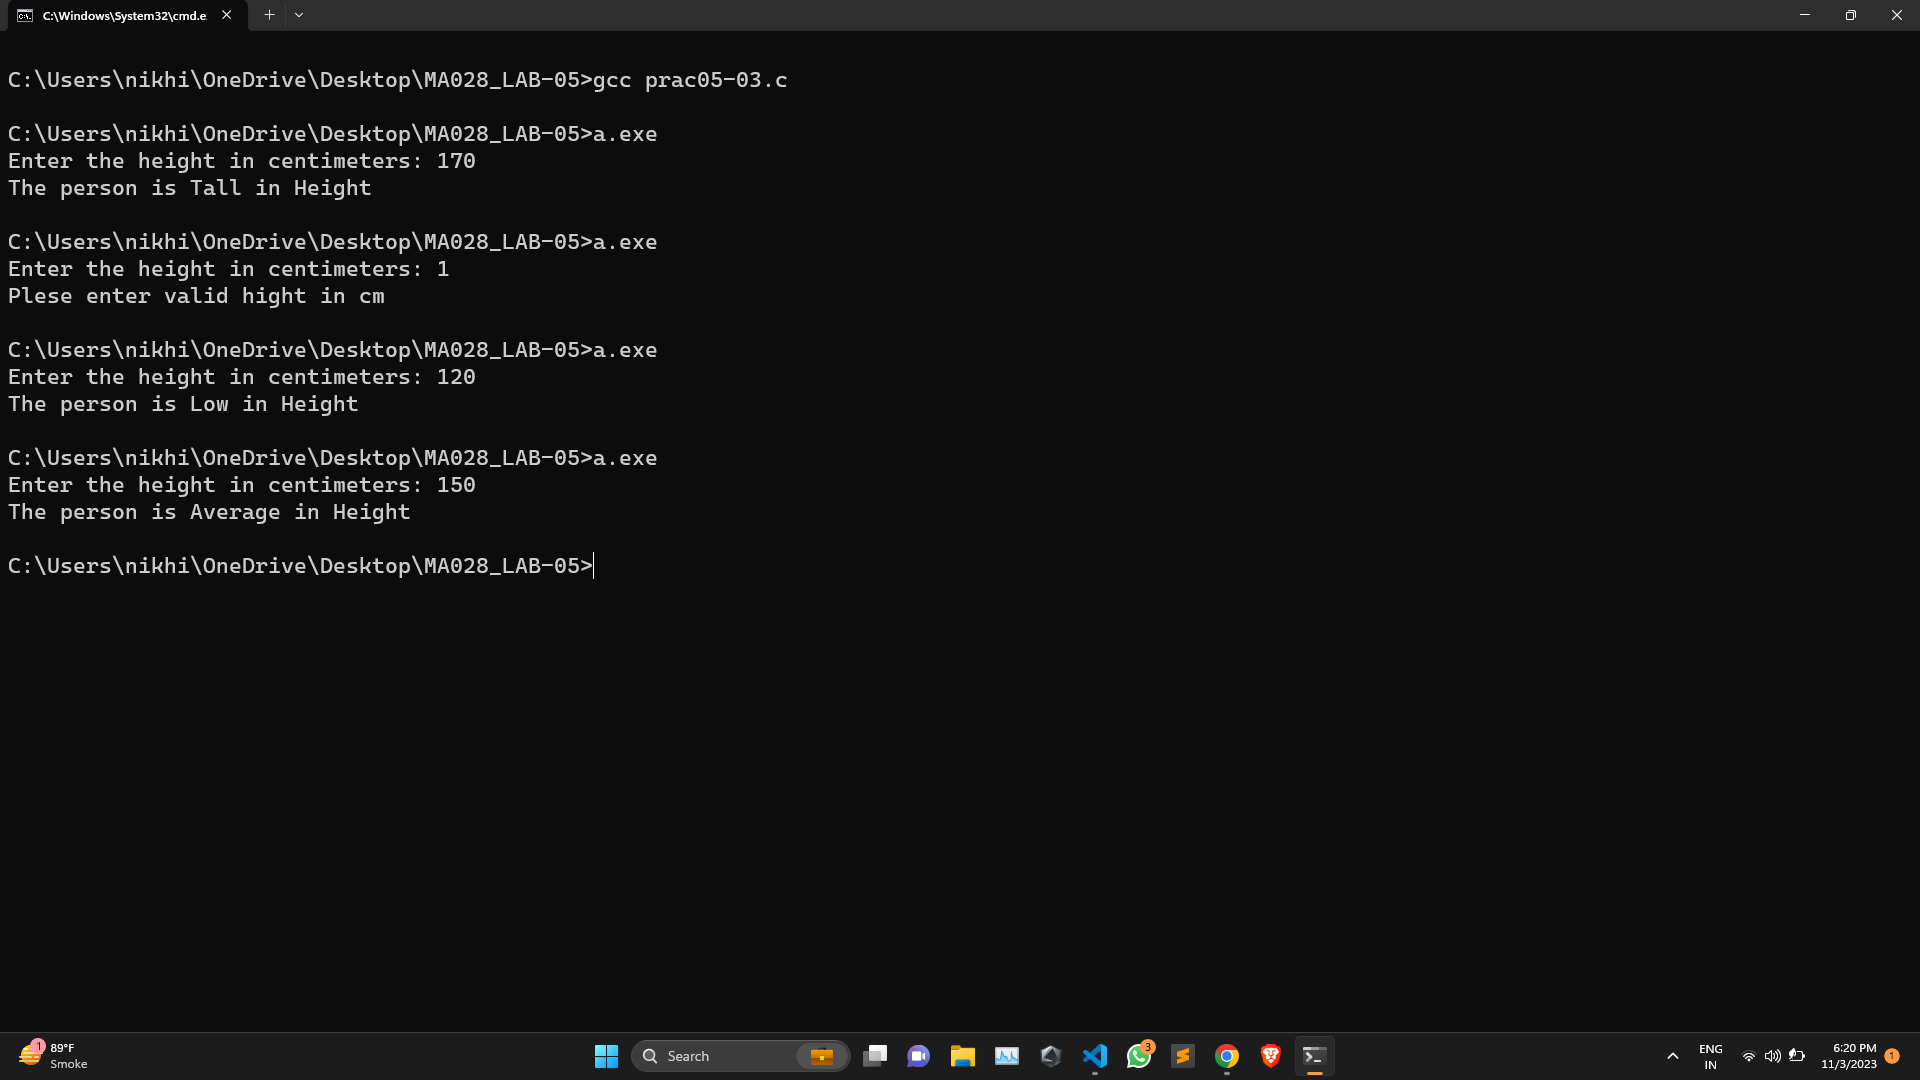 C:\Windows\System32\cmd.e
C:\Users\nikhi\OneDrive\Desktop\MA028_LAB-05>gcc prac05-03.c
C:\Users\nikhi\OneDrive\Desktop\MA028_LAB-05>a.exe
Enter the height in centimeters: 170
The person is Tall in Height
C:\Users\nikhi\OneDrive\Desktop\MA028_LAB-05>a.exe
Enter the height in centimeters: 1
Plese enter valid hight in cm
C:\Users\nikhi\OneDrive\Desktop\MA028_LAB-05>a.exe
Enter the height in centimeters: 120
The person is Low in Height
C:\Users\nikhi\OneDrive\Desktop\MA028_LAB-05>a.exe
Enter the height in centimeters: 150
The person is Average in Height
C:\Users\nikhi\OneDrive\Desktop\MA028_LAB-05>
1
89°F
Smoke
Search
3
ENG
IN
6:20 PM
11/3/2023
1